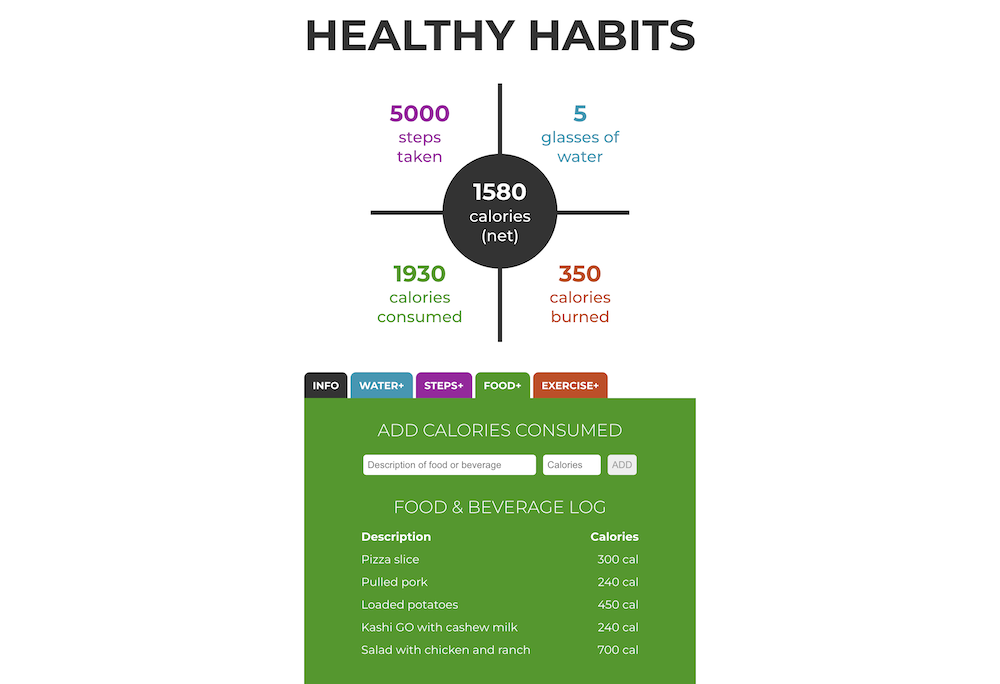 HEALTHY HABITS
5000
steps
taken
5
glasses of
water
1580
calories
(net)
1930
calories
consumed
350
calories
burned
INFO WATER+ STEPS+ FOOD+ EXERCISE+
ADD CALORIES CONSUMED
Description of food or beverage Calories ADD
FOOD & BEVERAGE LOG
Description Calories
Pizza slice 300 cal
Pulled pork 240 cal
Loaded potatoes 450 cal
Kashi GO with cashew milk 240 cal
Salad with chicken and ranch 700 cal